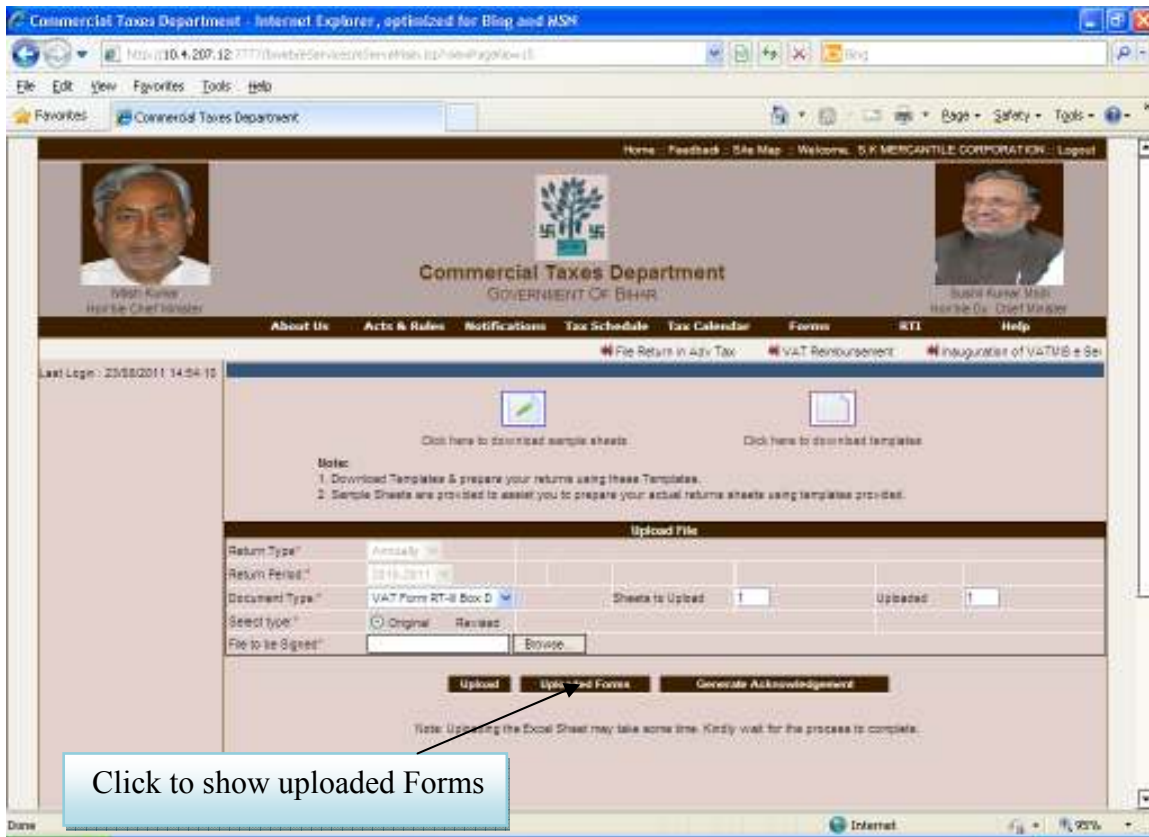 Commercial Taxes Department - Internet Explorer, optimized for Bing and MSN
10.4.207.12 Bing
File Edit View Favorites Tools Help
Favorites Commercial Taxes Department Page Safety Tools
Home : Feedback : Site Map : Welcome, S K MERCANTILE CORPORATION : Logout
Commercial Taxes Department
GOVERNMENT OF BIHAR
Nitish Kumar
Hon'ble Chief Minister
Sushil Kumar Modi
Hon'ble Dy. Chief Minister
About Us Acts & Rules Notifications Tax Schedule Tax Calendar Forms RTI Help
File Return in Adv Tax VAT Reimbursement Inauguration of VATMIS e Ser
Last Login : 23/08/2011 14:54:10
Click here to download sample sheets Click here to download templates
Note:
1. Download Templates & prepare your returns using these Templates.
2. Sample Sheets are provided to assist you to prepare your actual returns sheets using templates provided.
Upload File
Return Type* Annually
Return Period:* 2010-2011
Document Type:* VAT Form RT-III Box D Sheets to Upload 1 Uploaded 1
Select type:* Original Revised
File to be Signed* Browse...
Upload Uploaded Forms Generate Acknowledgement
Note: Uploading the Excel Sheet may take some time. Kindly wait for the process to complete.
Click to show uploaded Forms
Done Internet 95%